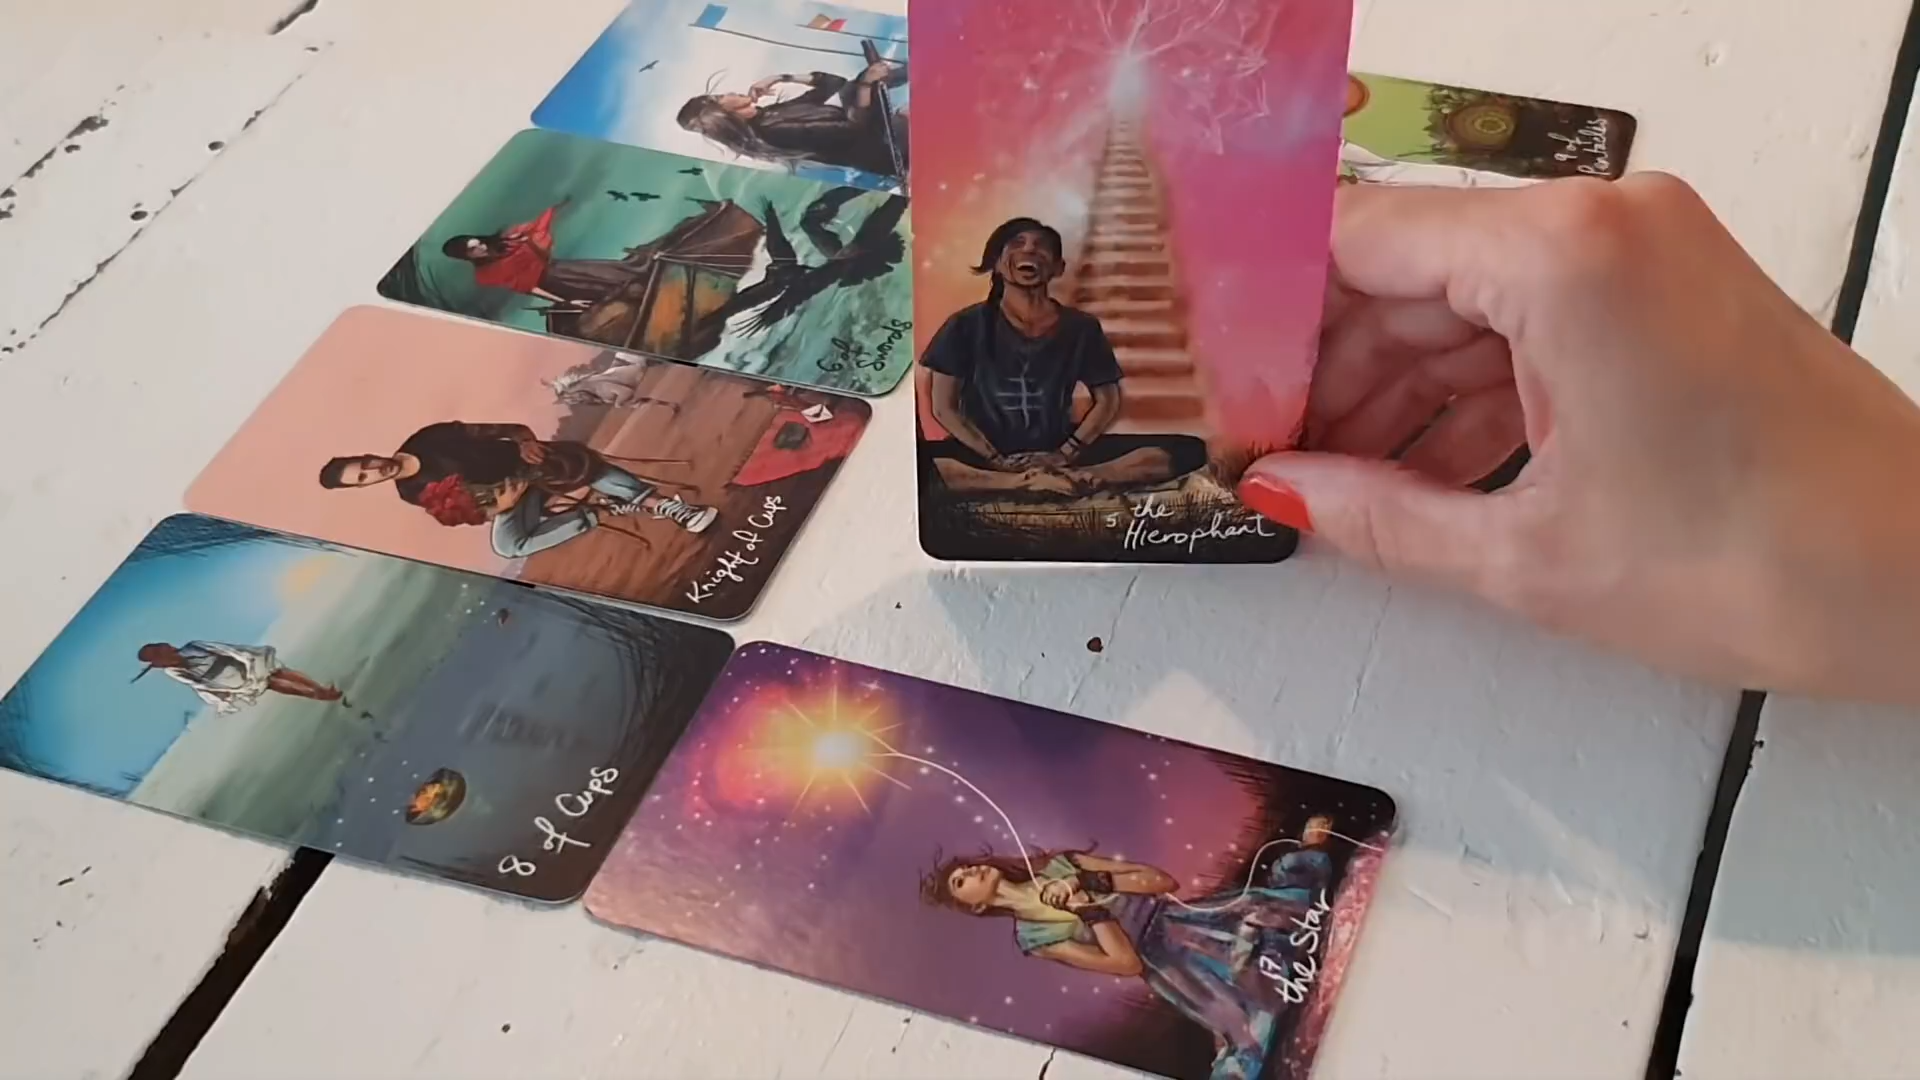 9 of
Pentacles
6 of
Swords
5 the
Hierophant
Knight of Cups
8 of Cups
17
the Star